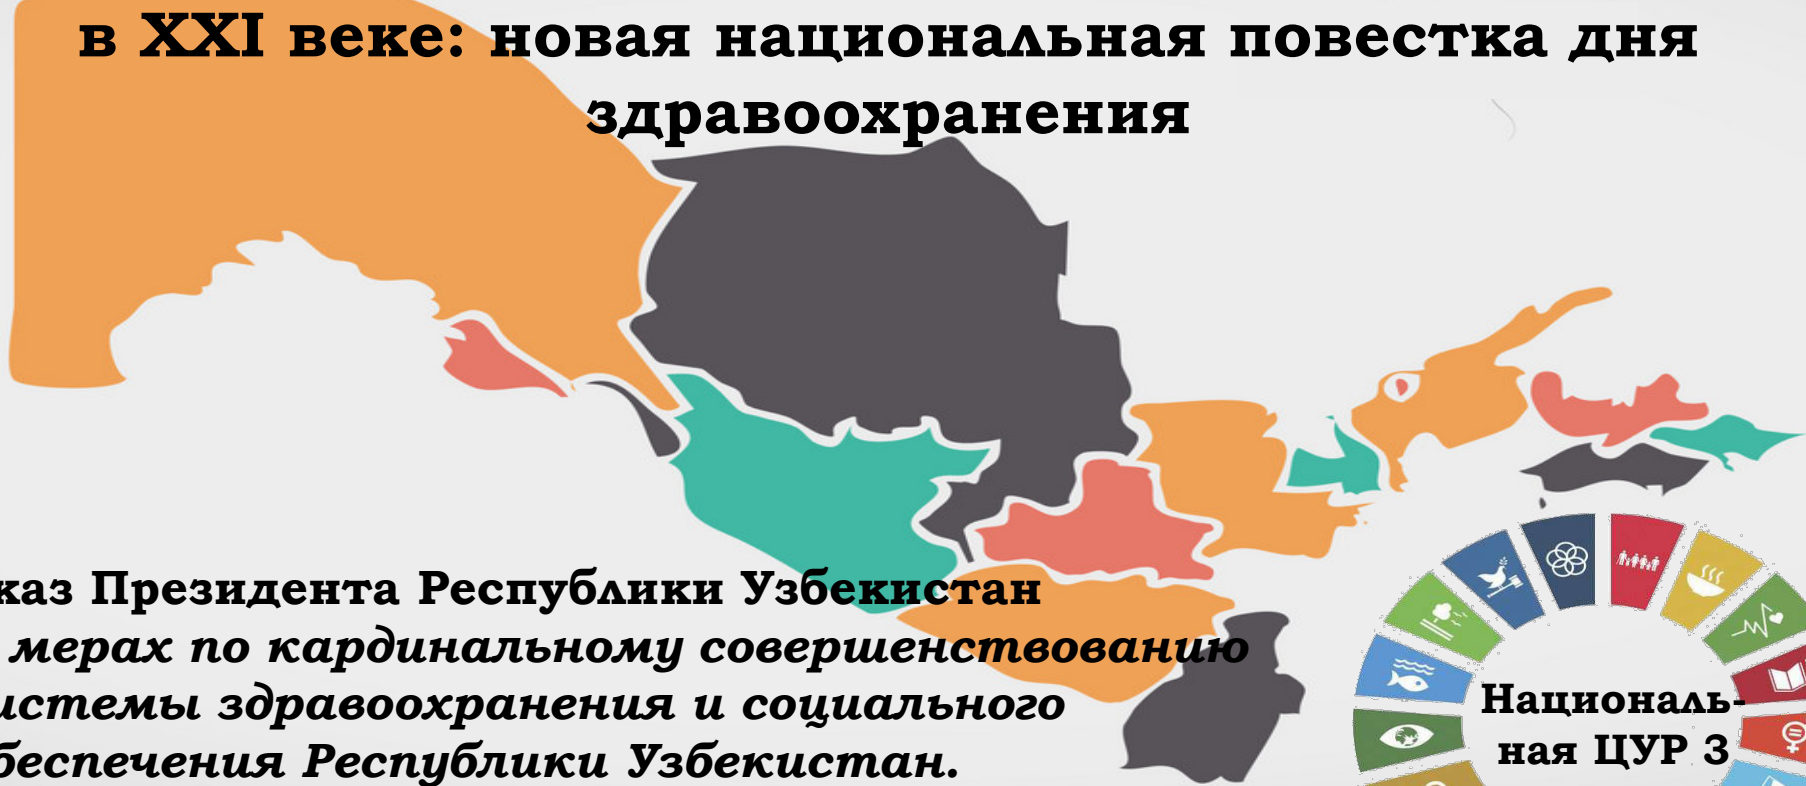 в XXI веке: новая национальная повестка дня
здравоохранения
каз Президента Республики Узбекистан
мерах по кардинальному совершенствованию
истемы здравоохранения и социального
беспечения Республики Узбекистан.
Националь-
ная ЦУР 3